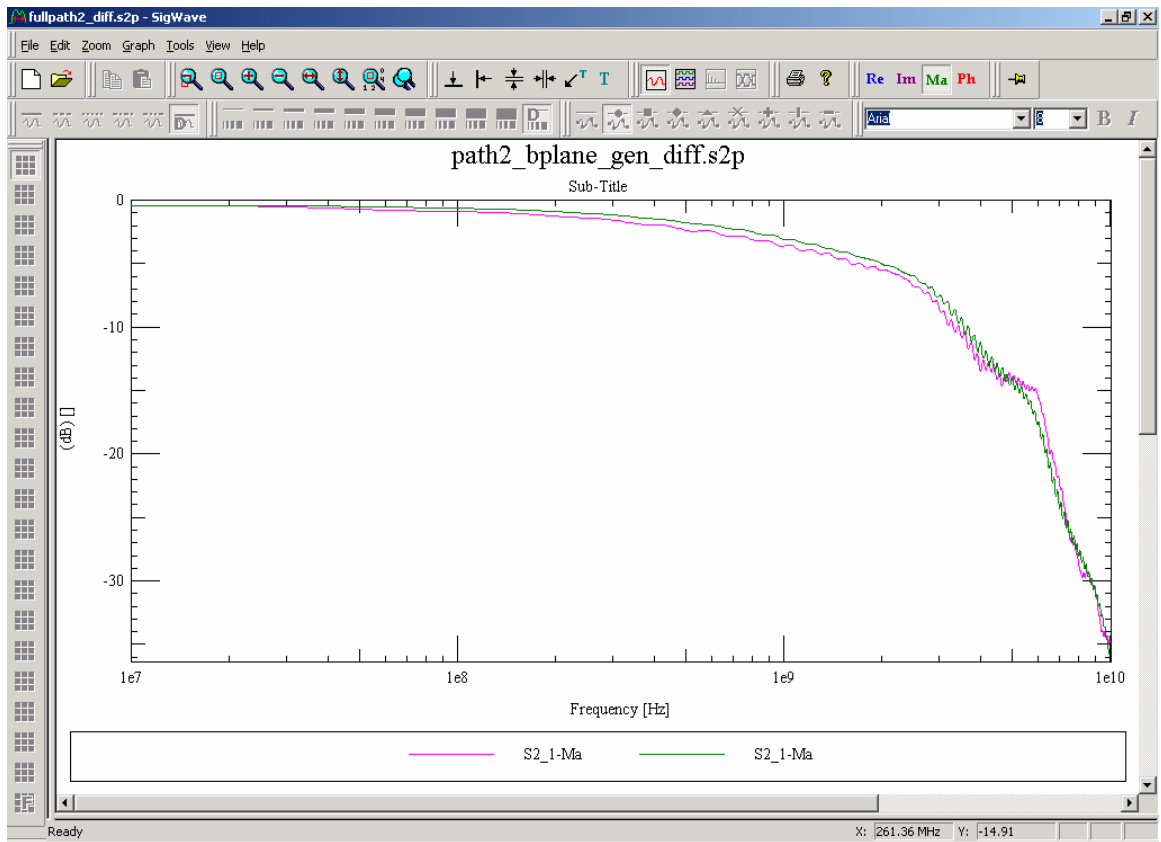 fullpath2_diff.s2p - SigWave
File Edit Zoom Graph Tools View Help
T T Re Im Ma Ph
D D Arial 8 B I
path2_bplane_gen_diff.s2p
Sub-Title
0
-10
-20
-30
(dB) []
1e7 1e8 1e9 1e10
Frequency [Hz]
S2_1-Ma S2_1-Ma
F
Ready X: 261.36 MHz Y: -14.91